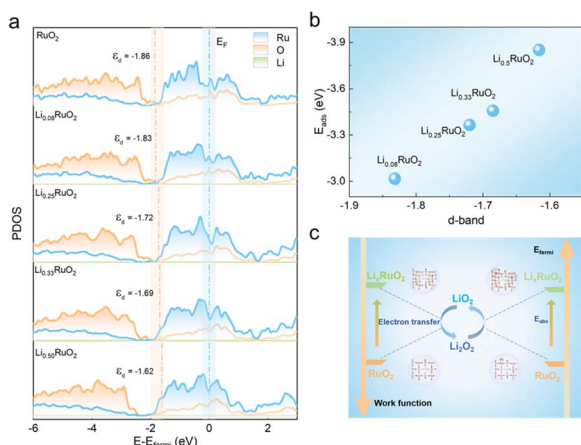 a
RuO2
εd = -1.86
EF
Ru
O
Li
Li0.08RuO2
εd = -1.83
Li0.25RuO2
εd = -1.72
Li0.33RuO2
εd = -1.69
Li0.50RuO2
εd = -1.62
PDOS
-6 -4 -2 0 2
E-Efermi (eV)
b
-3.9
-3.6
-3.3
-3.0
Eads (eV)
Li0.5RuO2
Li0.33RuO2
Li0.25RuO2
Li0.08RuO2
-1.9 -1.8 -1.7 -1.6
d-band
c
Efermi
LixRuO2
LixRuO2
LiO2
Electron transfer
Eabs
Li2O2
RuO2
RuO2
Work function